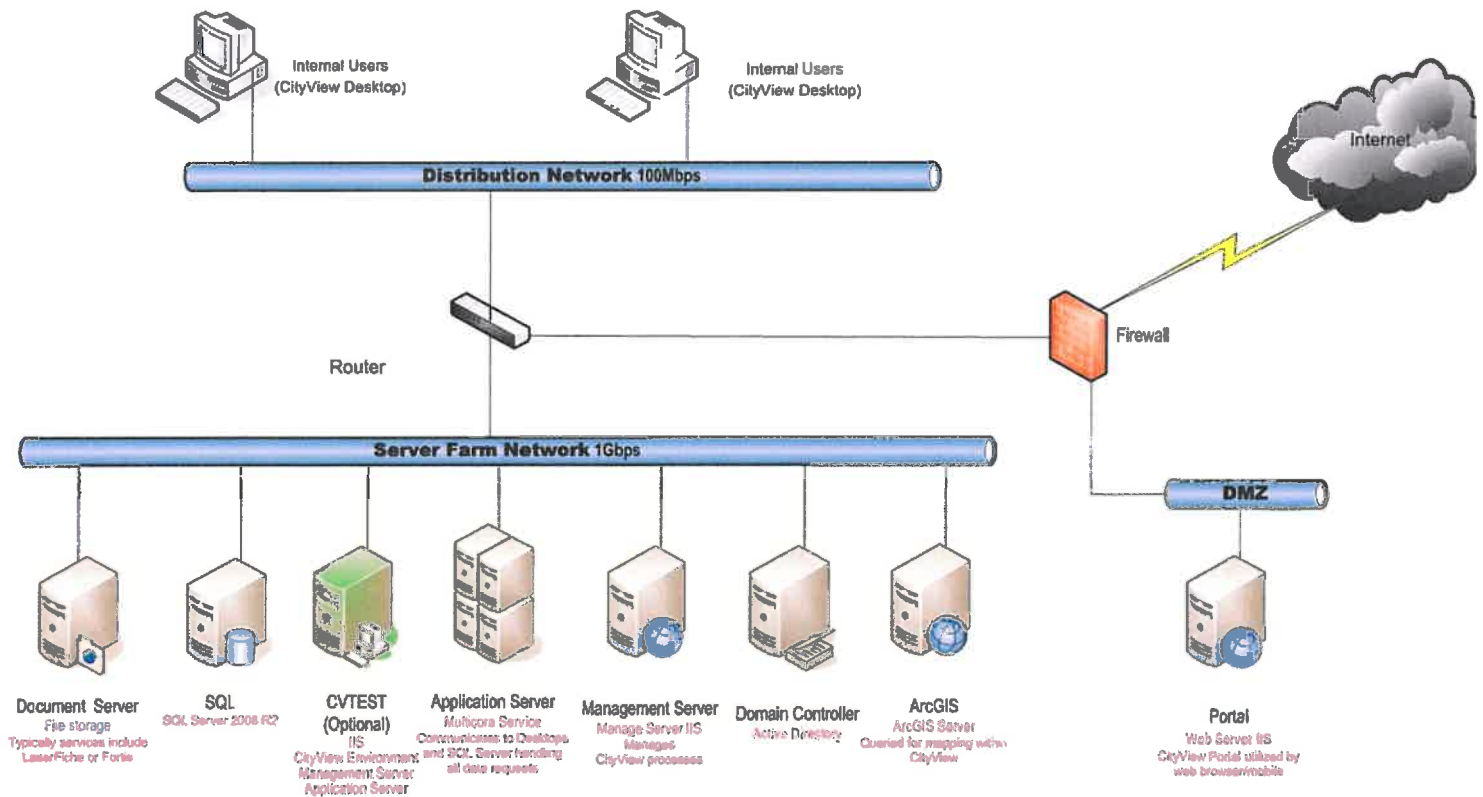 Internal Users
(CityView Desktop)
Internal Users
(CityView Desktop)
Internet
Distribution Network 100Mbps
Firewall
Router
Server Farm Network 1Gbps
DMZ
Document Server
File storage
Typically services include
LaserFiche or Fortis
SQL
SQL Server 2008 R2
CVTEST
(Optional)
IIS
CityView Environment
Management Server
Application Server
Application Server
Multicore Service
Communicates to Desktops
and SQL Server handling
all data requests
Management Server
Manage Server IIS
Manages
CityView processes
Domain Controller
Active Directory
ArcGIS
ArcGIS Server
Queried for mapping within
CityView
Portal
Web Server IIS
CityView Portal utilized by
web browser/mobile